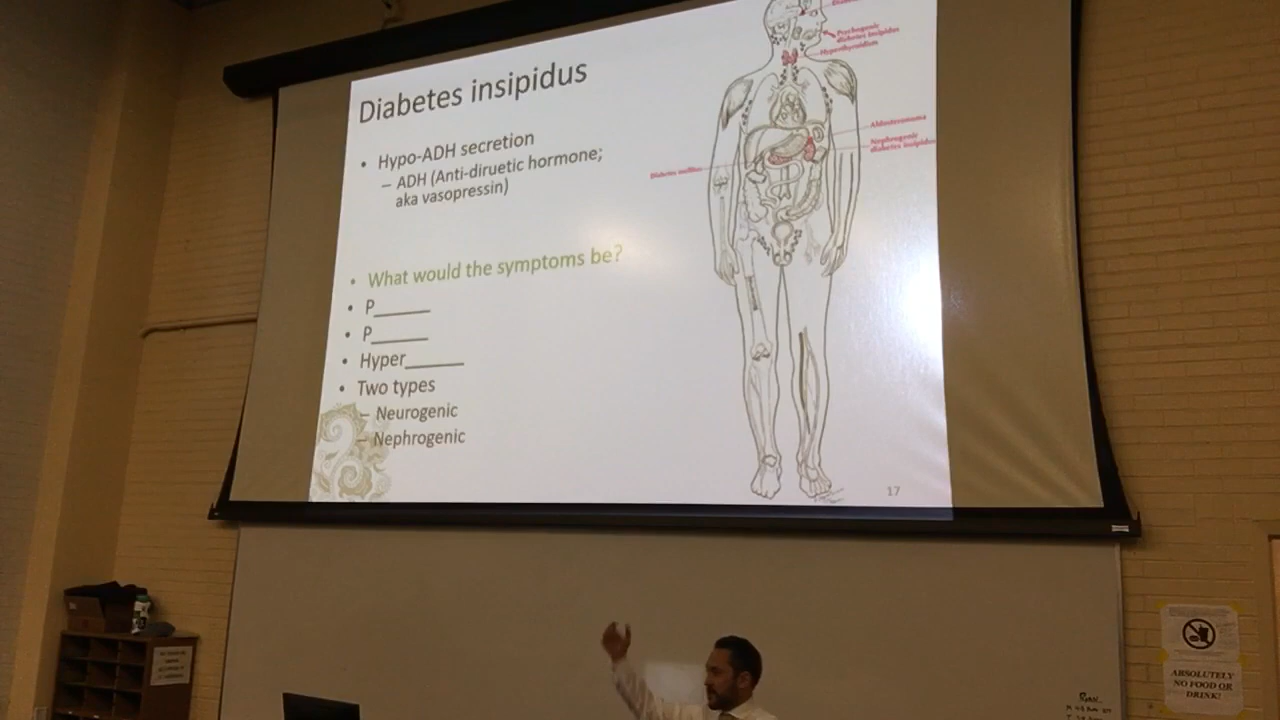 Diabetes insipidus
• Hypo-ADH secretion
– ADH (Anti-diruetic hormone;
aka vasopressin)
• What would the symptoms be?
• P______
• P______
• Hyper______
• Two types
– Neurogenic
– Nephrogenic
Psychogenic
diabetes insipidus
Hyperthyroidism
Aldosteronoma
Nephrogenic
diabetes insipidus
Diabetes mellitus
17
ABSOLUTELY
NO FOOD OR
DRINK!